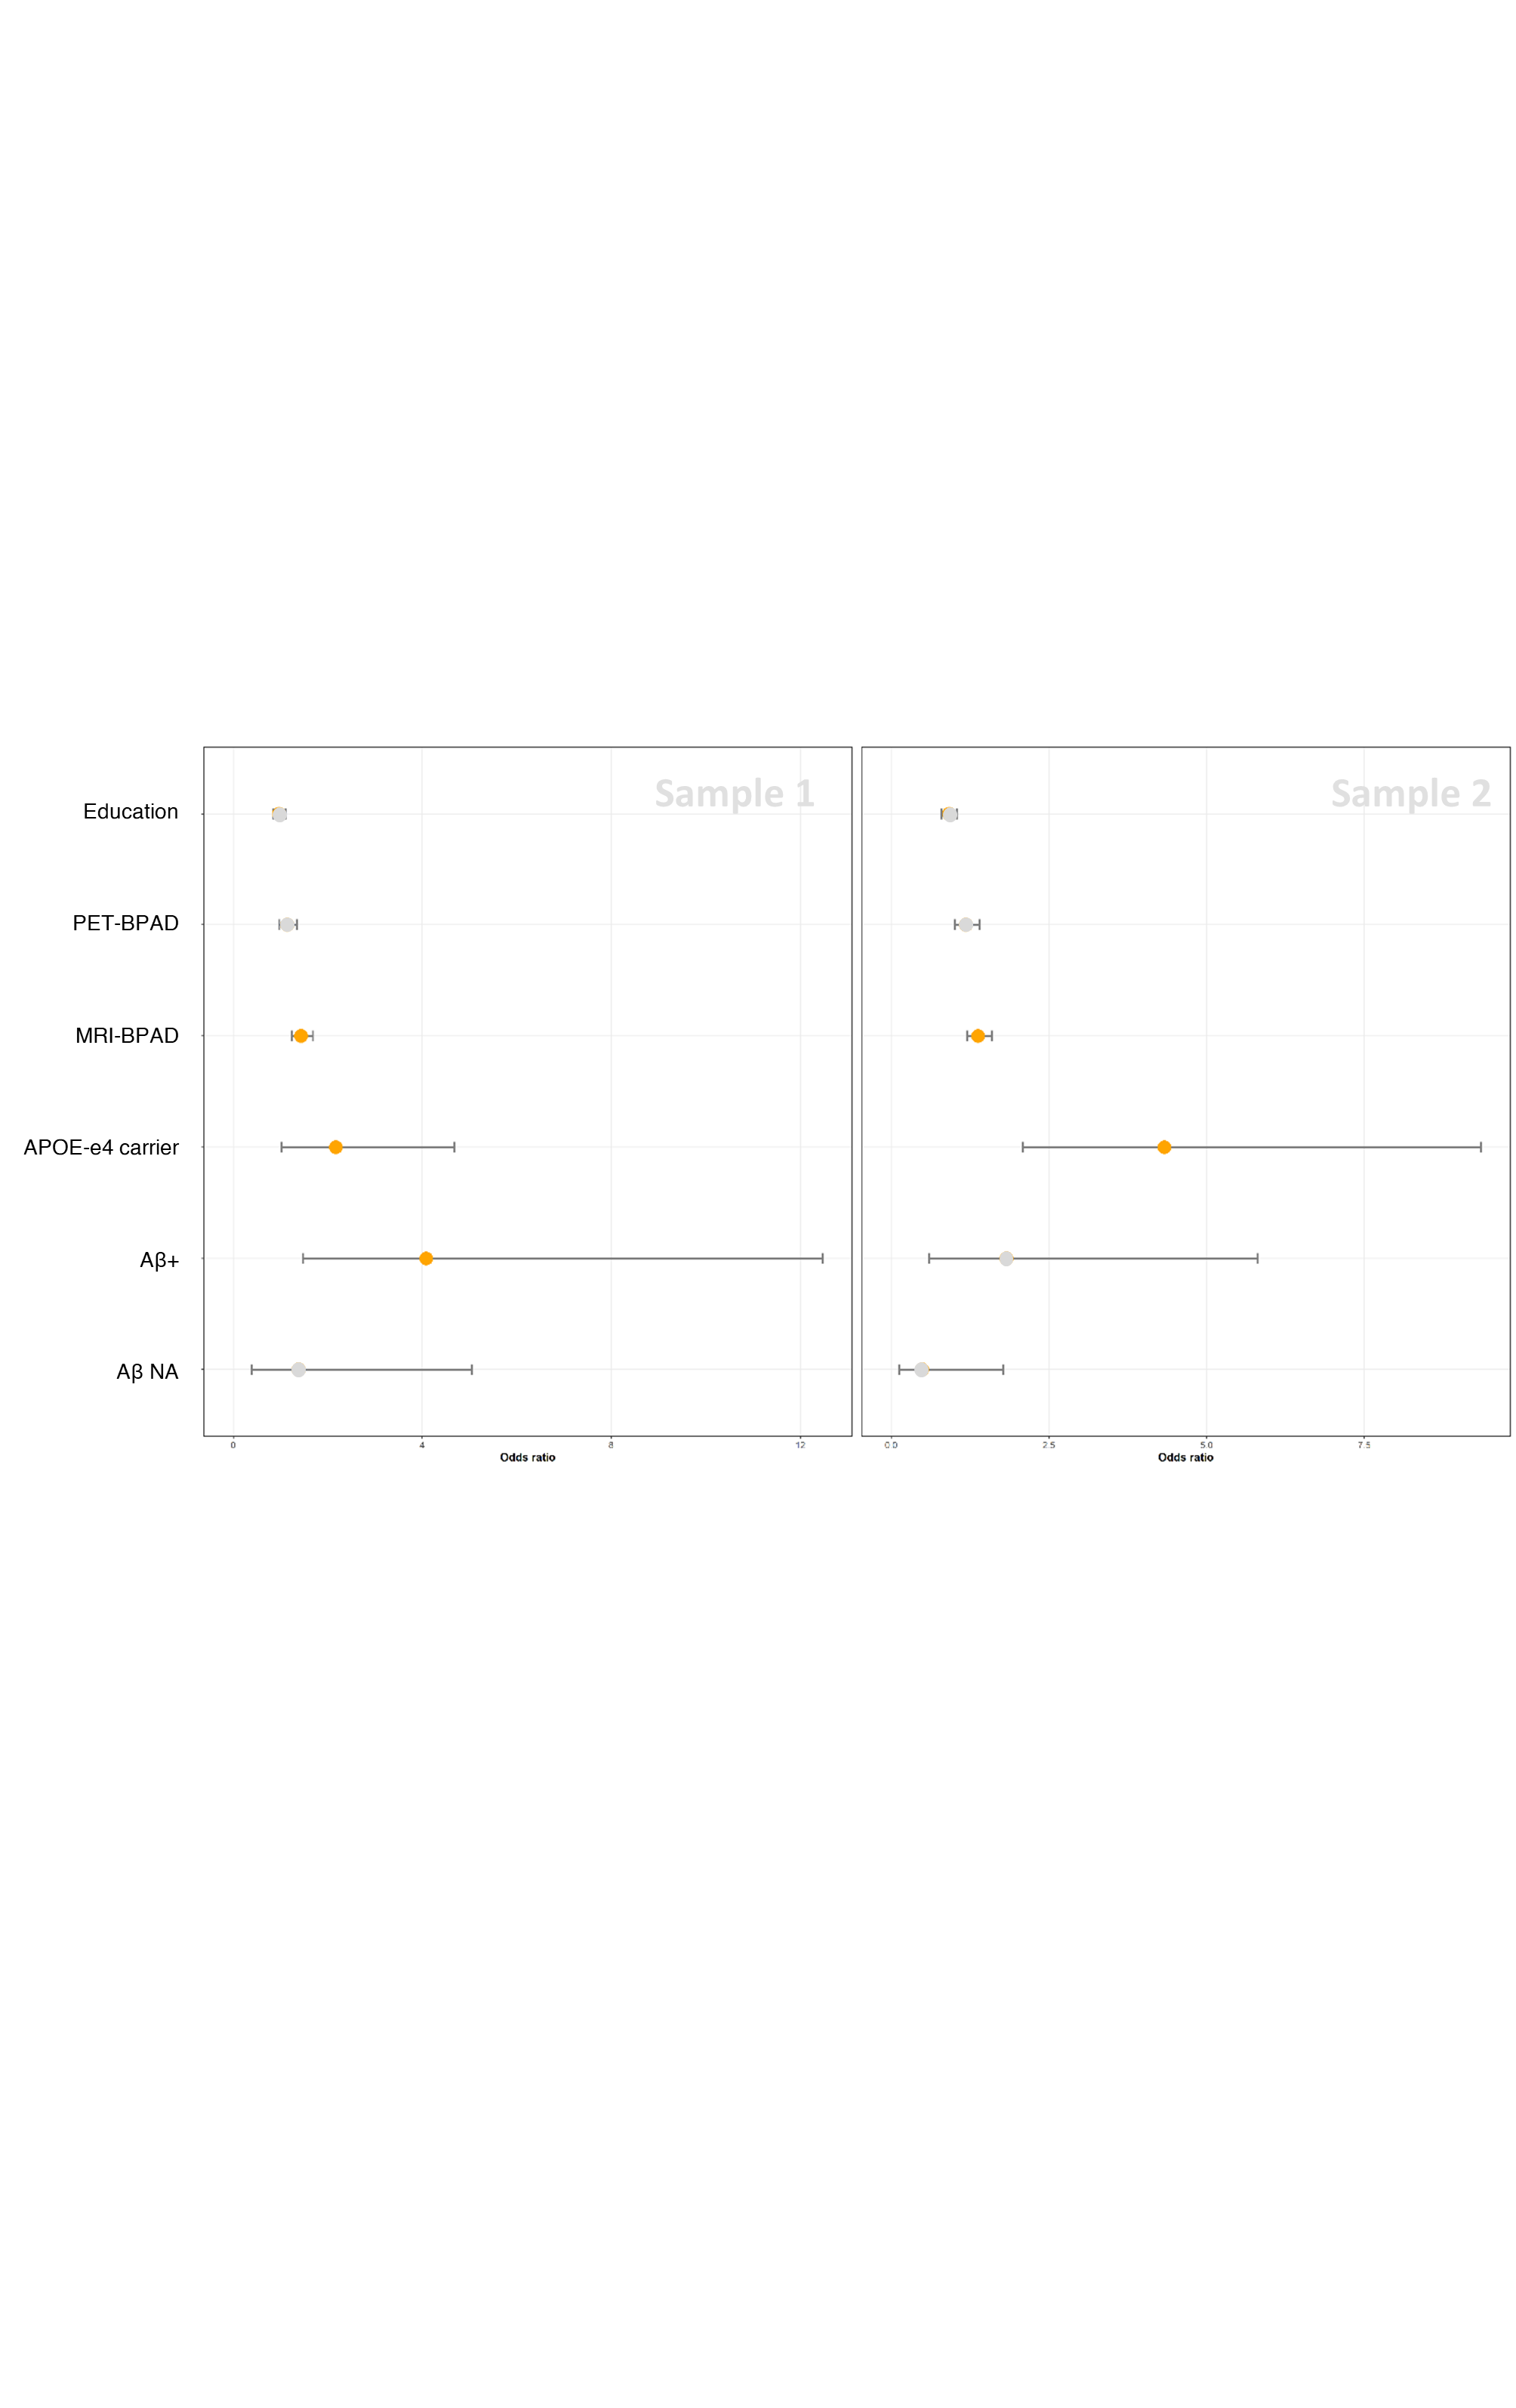 Sample 1
Sample 2
Education
PET-BPAD
MRI-BPAD
APOE-e4 carrier
Aβ+
Aβ NA
0 4 8 12
0.0 2.5 5.0 7.5
Odds ratio
Odds ratio